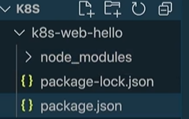 K8S
k8s-web-hello
node_modules
{} package-lock.json
{} package.json